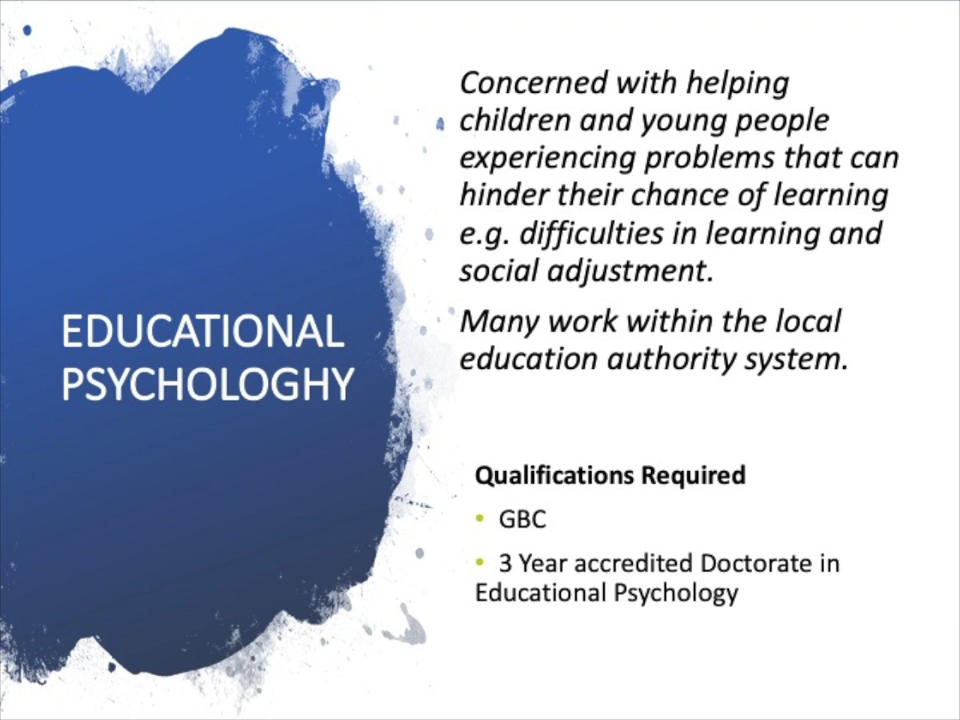 EDUCATIONAL
PSYCHOLOGHY
Concerned with helping
children and young people
experiencing problems that can
hinder their chance of learning
e.g. difficulties in learning and
social adjustment.
Many work within the local
education authority system.
Qualifications Required
• GBC
• 3 Year accredited Doctorate in
Educational Psychology